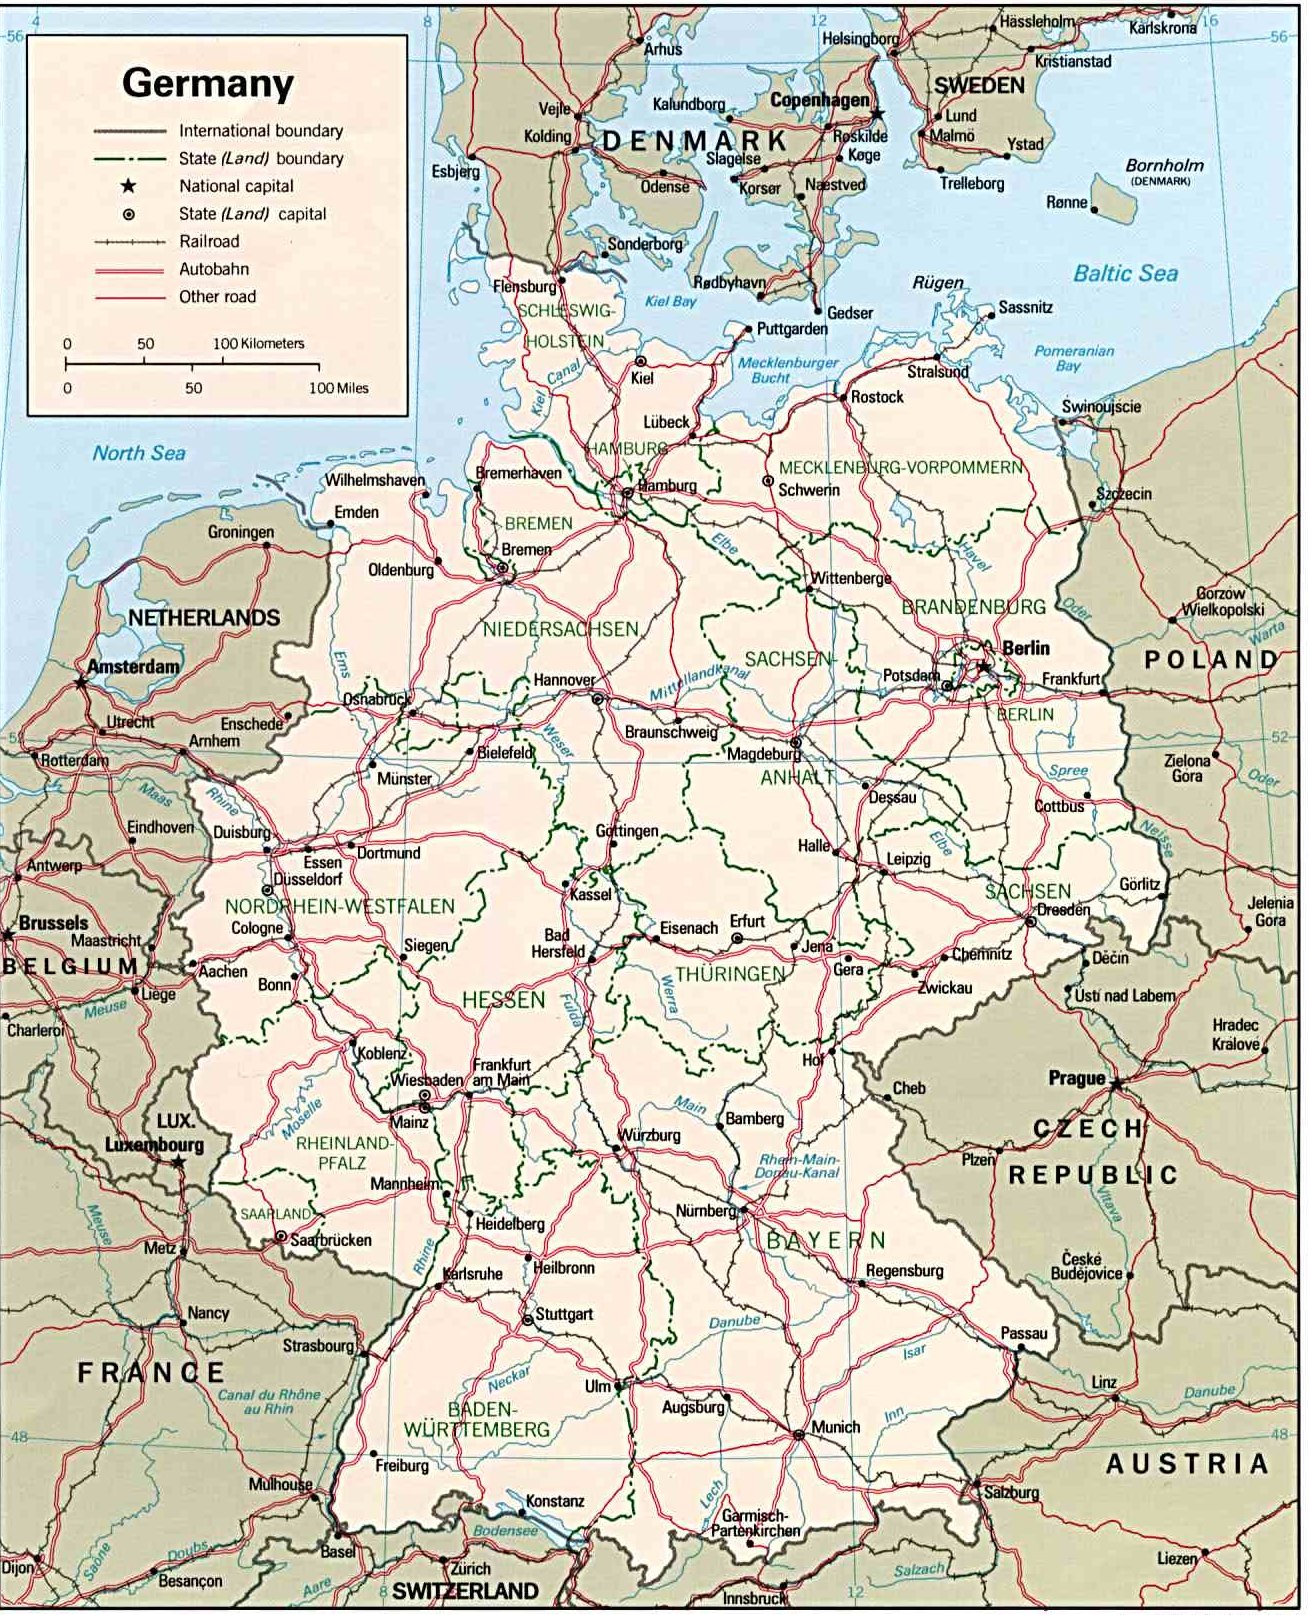 4
8
12
16
56
56
Germany
International boundary
State (Land) boundary
National capital
State (Land) capital
Railroad
Autobahn
Other road
0 50 100 Kilometers
0 50 100 Miles
Arhus
Helsingborg
Hässleholm
Karlskrona
Kristianstad
SWEDEN
Vejle
Kalundborg
Copenhagen
Lund
Kolding
DENMARK
Roskilde
Malmö
Ystad
Esbjerg
Slagelse
Køge
Odense
Korsør
Næstved
Trelleborg
Bornholm
(DENMARK)
Rønne
Sonderborg
Baltic Sea
Flensburg
Rødbyhavn
Rügen
Kiel Bay
Gedser
Sassnitz
SCHLESWIG-
HOLSTEIN
Puttgarden
Mecklenburger
Bucht
Pomeranian
Bay
Stralsund
Kiel
Kiel Canal
Rostock
Swinoujscie
Lübeck
North Sea
HAMBURG
MECKLENBURG-VORPOMMERN
Wilhelmshaven
Bremerhaven
Hamburg
Schwerin
Szczecin
Emden
BREMEN
Groningen
Bremen
Elbe
Havel
Oldenburg
Wittenberge
Gorzów
Wielkopolski
NETHERLANDS
NIEDERSACHSEN
BRANDENBURG
Oder
Warta
Amsterdam
Ems
SACHSEN-
Berlin
POLAND
Hannover
Mittellandkanal
Potsdam
Frankfurt
Osnabrück
BERLIN
Utrecht
Enschede
Braunschweig
52
52
Arnhem
Weser
Magdeburg
Rotterdam
Bielefeld
Zielona
Góra
Münster
ANHALT
Spree
Oder
Maas
Rhine
Dessau
Cottbus
Eindhoven
Duisburg
Göttingen
Elbe
Neisse
Essen
Dortmund
Halle
Leipzig
Antwerp
Düsseldorf
Kassel
SACHSEN
Görlitz
NORDRHEIN-WESTFALEN
Brussels
Cologne
Eisenach
Erfurt
Dresden
Jelenia
Góra
Maastricht
Siegen
Bad
Hersfeld
Jena
Chemnitz
Děčín
BELGIUM
Aachen
THÜRINGEN
Gera
Liège
Bonn
HESSEN
Zwickau
Ustí nad Labem
Meuse
Werra
Fulda
Charleroi
Hradec
Králové
Koblenz
Hof
Frankfurt
am Main
Wiesbaden
Prague
Cheb
Mainz
Main
Bamberg
LUX.
Moselle
CZECH
REPUBLIC
Luxembourg
RHEINLAND-
PFALZ
Würzburg
Rhein-Main-
Donau-Kanal
Plzeň
Mannheim
Vltava
SAARLAND
Nürnberg
Meuse
Heidelberg
Saarbrücken
BAYERN
Metz
Rhine
Heilbronn
České
Budějovice
Karlsruhe
Regensburg
Nancy
Stuttgart
Danube
Strasbourg
Passau
FRANCE
Neckar
Isar
Canal du Rhône
au Rhin
Ulm
Linz
Danube
Augsburg
BADEN-
WÜRTTEMBERG
Munich
Inn
48
48
Freiburg
AUSTRIA
Mulhouse
Lech
Salzburg
Konstanz
Garmisch-
Partenkirchen
Bodensee
Basel
Saône
Doubs
Dijon
Zürich
Liezen
Besançon
Aare
8
SWITZERLAND
Innsbruck
12
Salzach